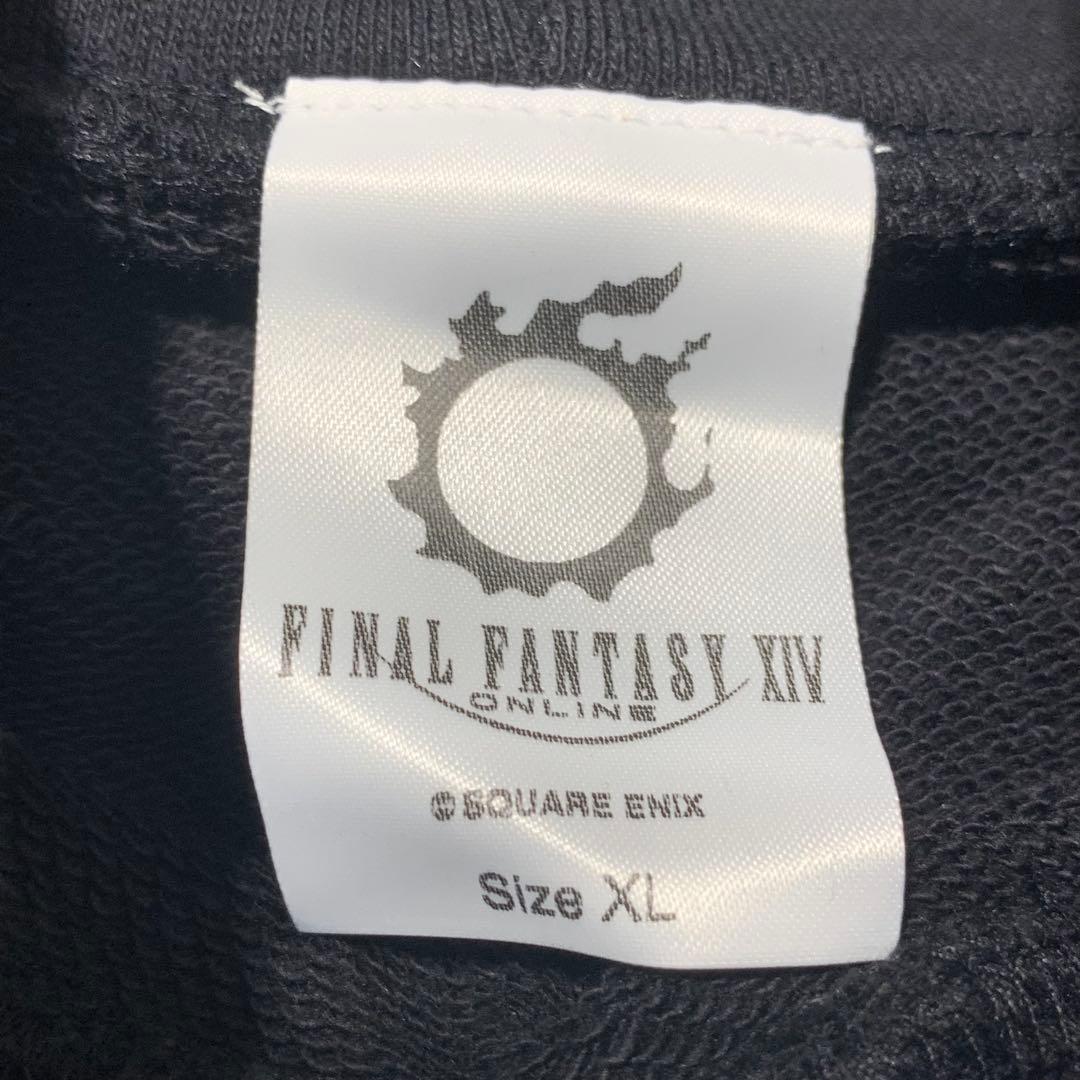 FINAL FANTASY XIV
ONLINE
© SQUARE ENIX
Size XL